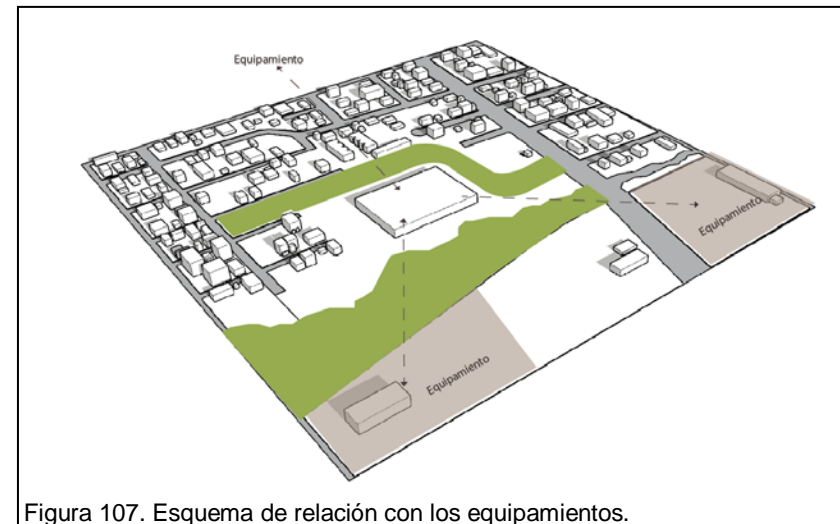 Equipamiento
Equipamiento
Equipamiento
Figura 107. Esquema de relación con los equipamientos.